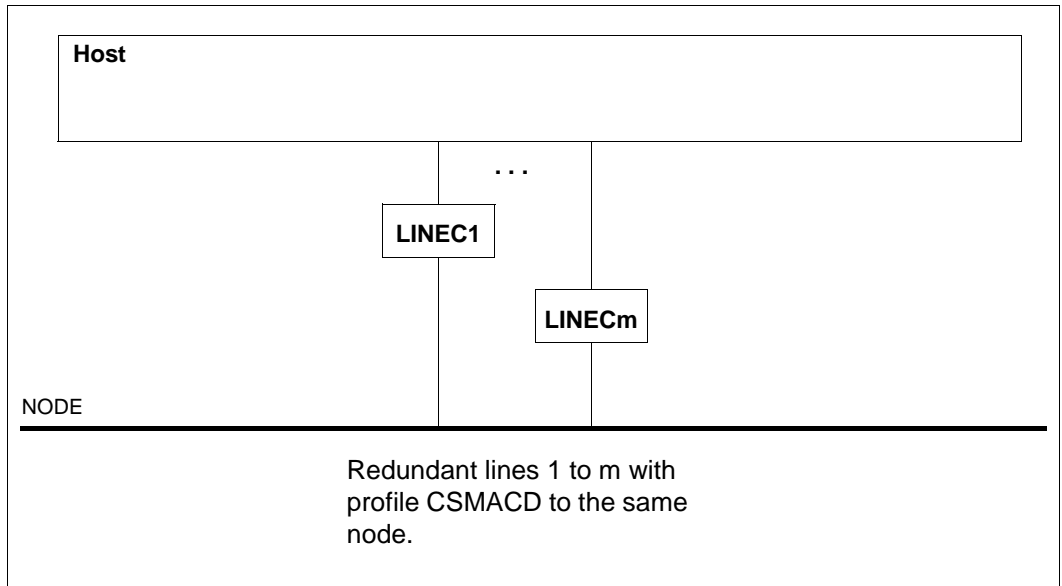 Host
. . .
LINEC1
LINECm
NODE
Redundant lines 1 to m with
profile CSMACD to the same
node.